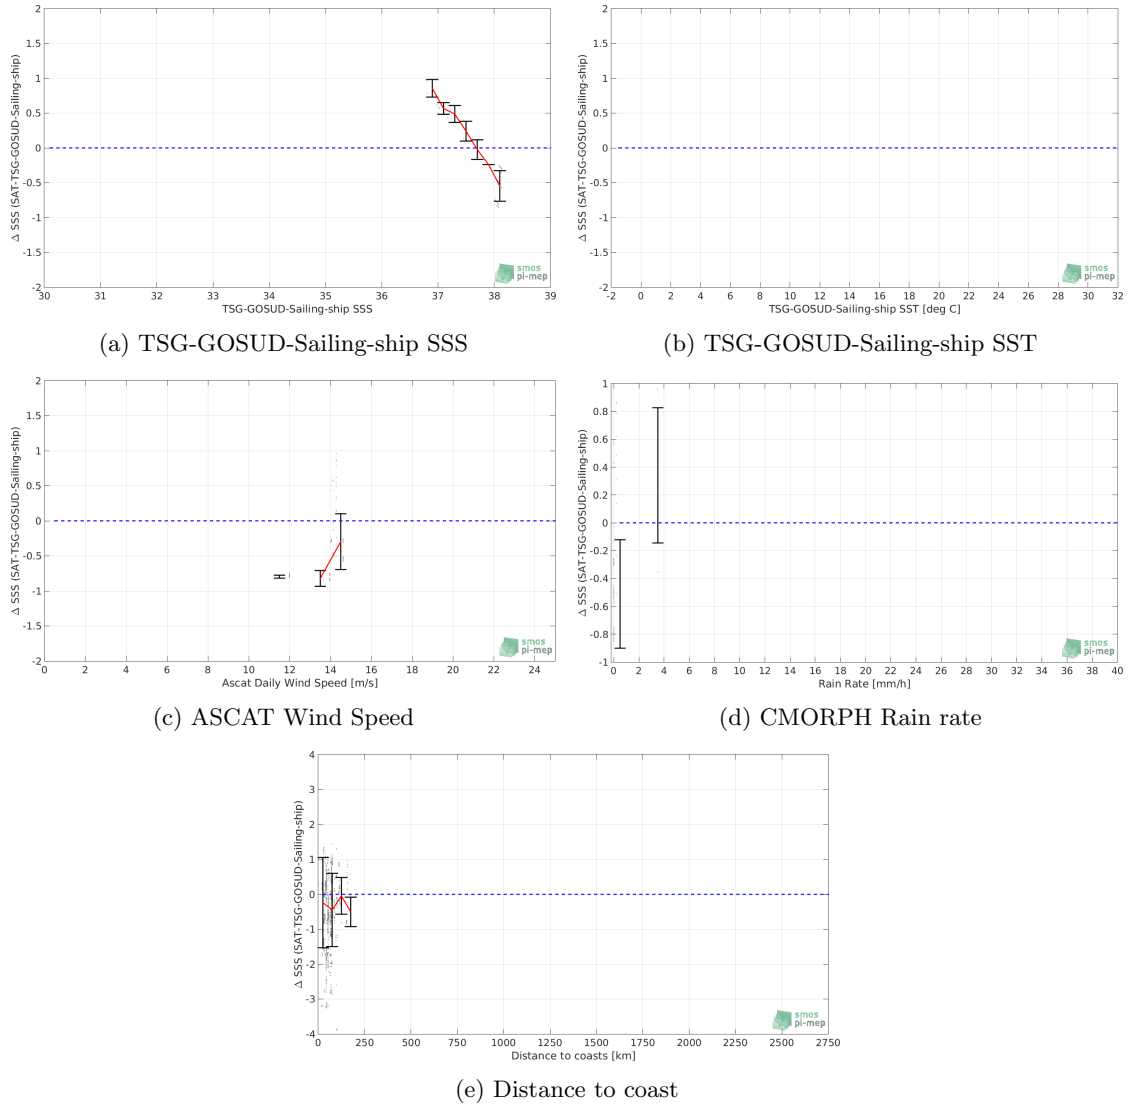 2
1.5
1
0.5
0
-0.5
-1
-1.5
-2
Δ SSS (SAT-TSG-GOSUD-Sailing-ship)
30 31 32 33 34 35 36 37 38 39
TSG-GOSUD-Sailing-ship SSS
smos
pi-mep
(a) TSG-GOSUD-Sailing-ship SSS
2
1.5
1
0.5
0
-0.5
-1
-1.5
-2
Δ SSS (SAT-TSG-GOSUD-Sailing-ship)
-2 0 2 4 6 8 10 12 14 16 18 20 22 24 26 28 30 32
TSG-GOSUD-Sailing-ship SST [deg C]
smos
pi-mep
(b) TSG-GOSUD-Sailing-ship SST
2
1.5
1
0.5
0
-0.5
-1
-1.5
-2
Δ SSS (SAT-TSG-GOSUD-Sailing-ship)
0 2 4 6 8 10 12 14 16 18 20 22 24
Ascat Daily Wind Speed [m/s]
smos
pi-mep
(c) ASCAT Wind Speed
1
0.8
0.6
0.4
0.2
0
-0.2
-0.4
-0.6
-0.8
-1
Δ SSS (SAT-TSG-GOSUD-Sailing-ship)
0 2 4 6 8 10 12 14 16 18 20 22 24 26 28 30 32 34 36 38 40
Rain Rate [mm/h]
smos
pi-mep
(d) CMORPH Rain rate
4
3
2
1
0
-1
-2
-3
-4
Δ SSS (SAT-TSG-GOSUD-Sailing-ship)
0 250 500 750 1000 1250 1500 1750 2000 2250 2500 2750
Distance to coasts [km]
smos
pi-mep
(e) Distance to coast